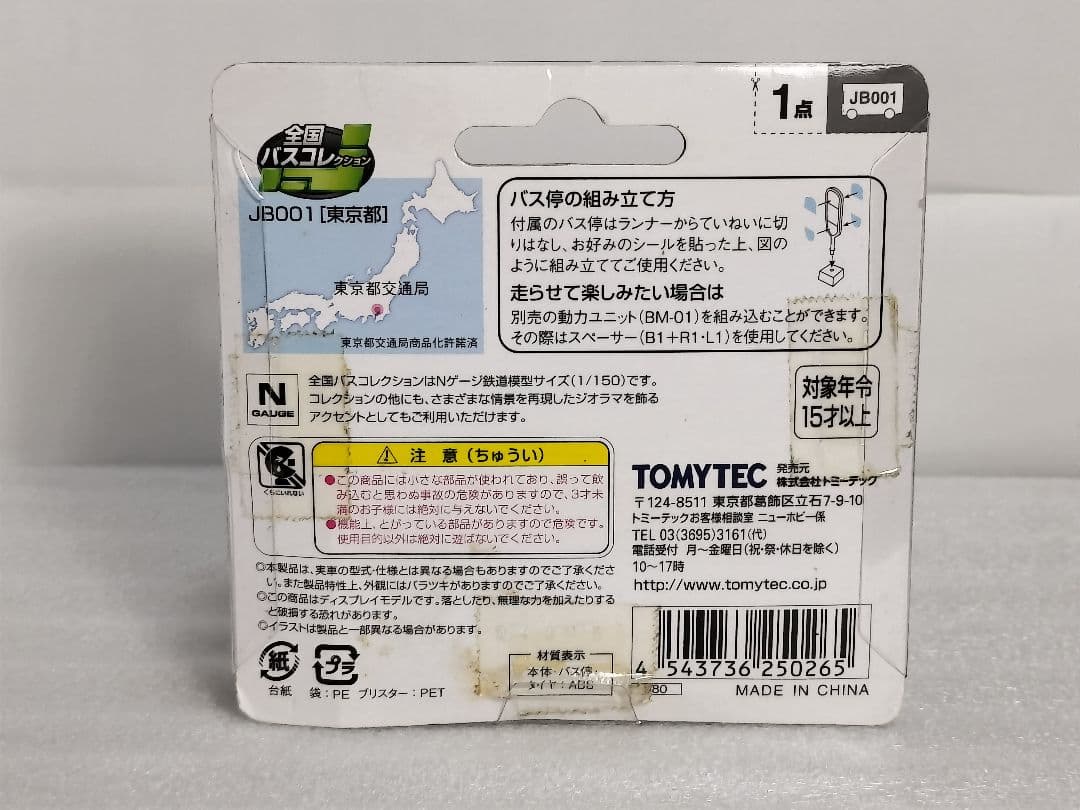 1点
JB001
全国
バスコレクション
JB001[東京都]
東京都交通局
東京都交通局商品化許諾済
バス停の組み立て方
付属のバス停はランナーからていねいに切
りはなし、お好みのシールを貼った上、図の
ように組み立ててご使用ください。
走らせて楽しみたい場合は
別売の動力ユニット(BM-01)を組み込むことができます。
その際はスペーサー(B1+R1・L1)を使用してください。
N
GAUGE
全国バスコレクションはNゲージ鉄道模型サイズ(1/150)です。
コレクションの他にも、さまざまな情景を再現したジオラマを飾る
アクセントとしてもご利用いただけます。
対象年令
15才以上
くちにいれない
⚠ 注意(ちゅうい)
●この商品には小さな部品が使われており、誤って飲
み込むと思わぬ事故の危険がありますので、3才未
満のお子様には絶対に与えないでください。
●機能上、とがっている部品がありますので危険です。
使用目的以外は絶対に遊ばないでください。
◎本製品は、実車の型式・仕様とは異なる場合もありますのでご了承くださ
い。また製品特性上、外観にはバラツキがありますのでご了承ください。
◎この商品はディスプレイモデルです。落としたり、無理な力を加えたりする
と破損する恐れがあります。
◎イラストは製品と一部異なる場合があります。
紙
台紙
プラ
袋:PE ブリスター:PET
材質表示
本体・バス停・
タイヤ:ABS
TOMYTEC 発売元
株式会社トミーテック
〒124-8511 東京都葛飾区立石7-9-10
トミーテックお客様相談室 ニューホビー係
TEL 03(3695)3161(代)
電話受付 月〜金曜日(祝・祭・休日を除く)
10〜17時
http://www.tomytec.co.jp
4 543736 250265
MADE IN CHINA